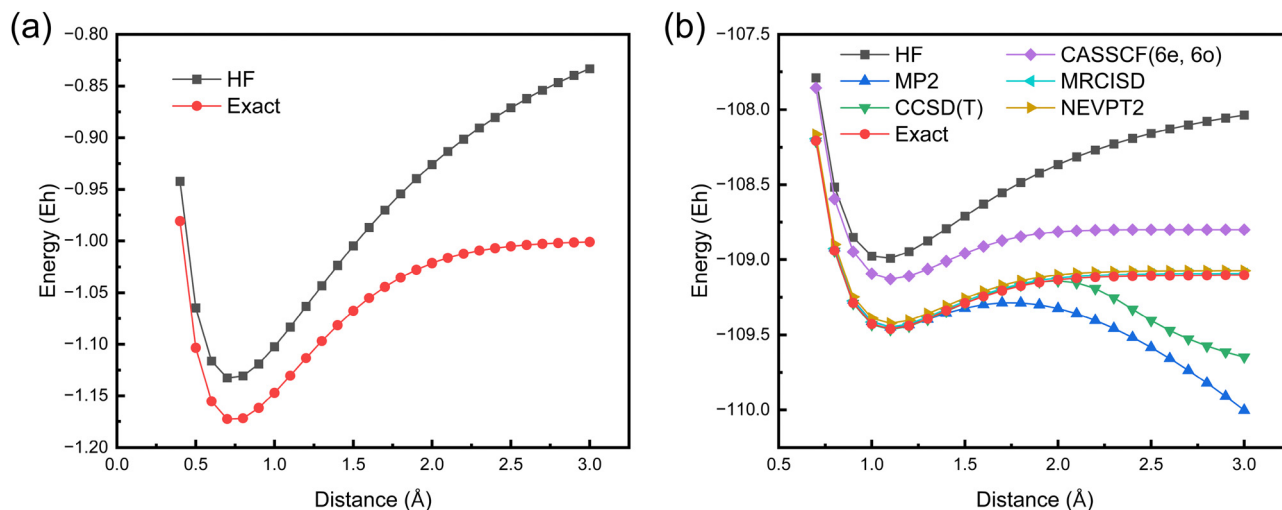 (a)
Energy (Eh)
−0.80
−0.85
−0.90
−0.95
−1.00
−1.05
−1.10
−1.15
−1.20
HF
Exact
0.0 0.5 1.0 1.5 2.0 2.5 3.0
Distance (Å)
(b)
Energy (Eh)
−107.5
−108.0
−108.5
−109.0
−109.5
−110.0
HF CASSCF(6e, 6o)
MP2 MRCISD
CCSD(T) NEVPT2
Exact
0.5 1.0 1.5 2.0 2.5 3.0
Distance (Å)